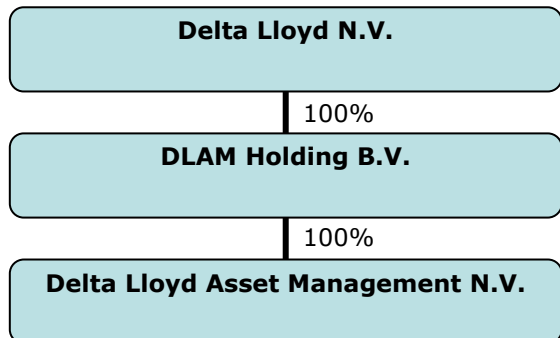 Delta Lloyd N.V.
100%
DLAM Holding B.V.
100%
Delta Lloyd Asset Management N.V.